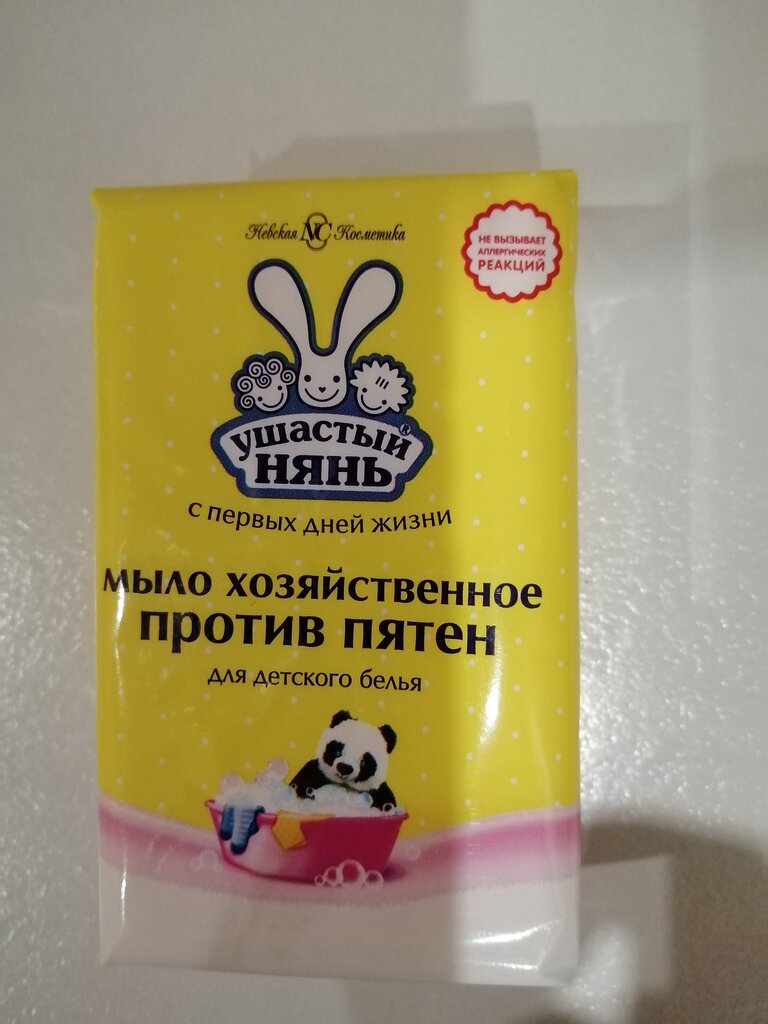 Невская NC Косметика
НЕ ВЫЗЫВАЕТ
АЛЛЕРГИЧЕСКИХ
РЕАКЦИЙ
ушастый®
нянь
с первых дней жизни
мыло хозяйственное
против пятен
для детского белья